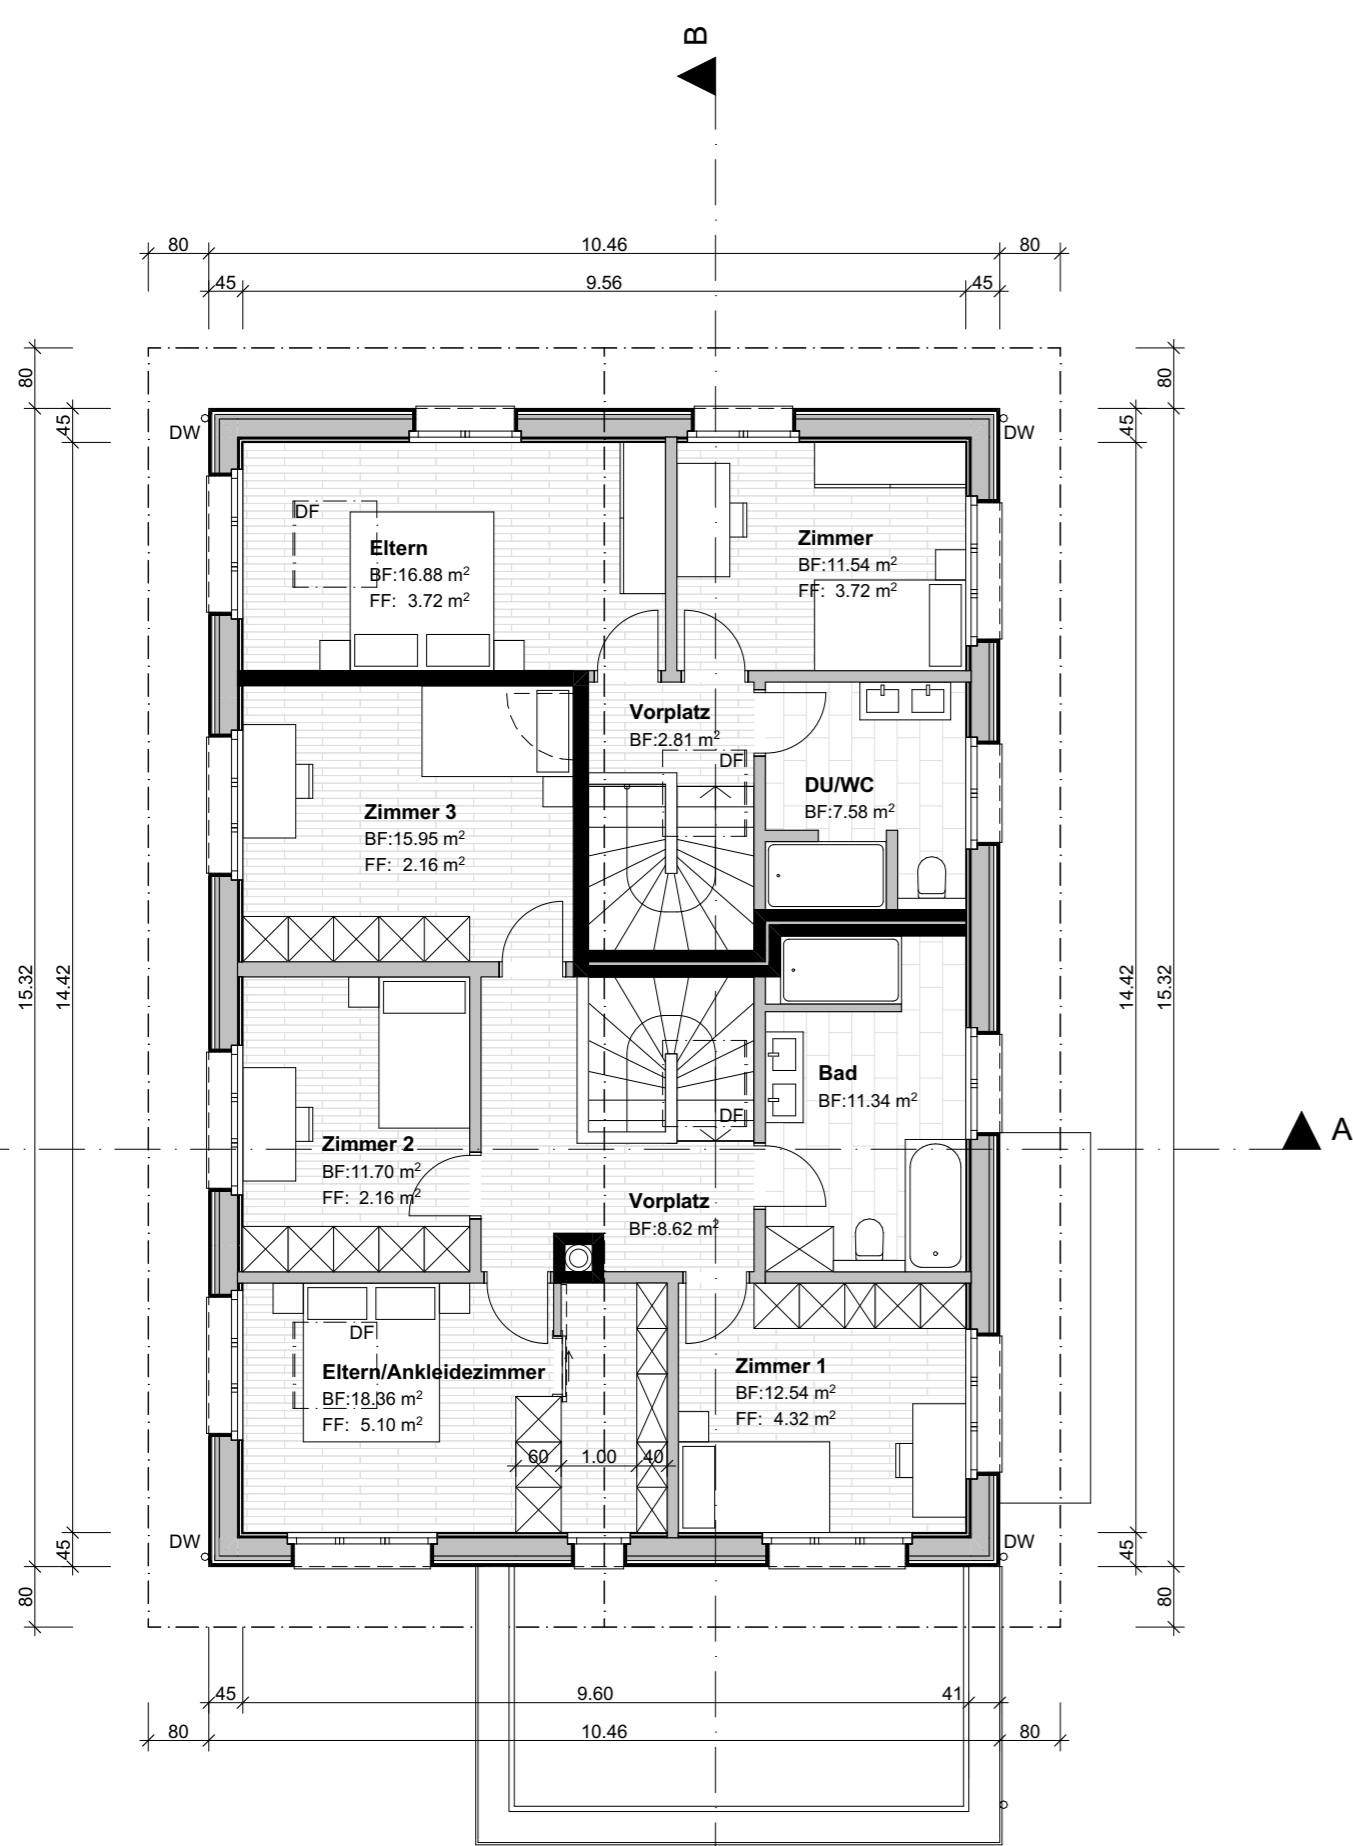 B
80
10.46
80
45
9.56
45
80
80
45
45
DW
DW
DF
Eltern
BF:16.88 m²
FF: 3.72 m²
Zimmer
BF:11.54 m²
FF: 3.72 m²
Vorplatz
BF:2.81 m²
DF
DU/WC
BF:7.58 m²
Zimmer 3
BF:15.95 m²
FF: 2.16 m²
15.32
14.42
14.42
15.32
Bad
BF:11.34 m²
DF
Zimmer 2
BF:11.70 m²
FF: 2.16 m²
A
Vorplatz
BF:8.62 m²
DF
Eltern/Ankleidezimmer
BF:18.36 m²
FF: 5.10 m²
Zimmer 1
BF:12.54 m²
FF: 4.32 m²
60
1.00
40
DW
DW
45
45
80
80
45
9.60
41
80
10.46
80